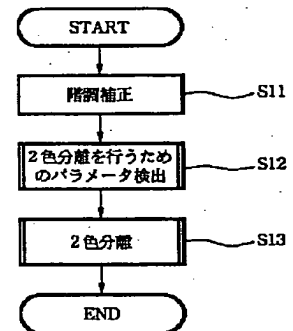 START
階調補正
S11
2色分離を行うため
のパラメータ検出
S12
2色分離
S13
END